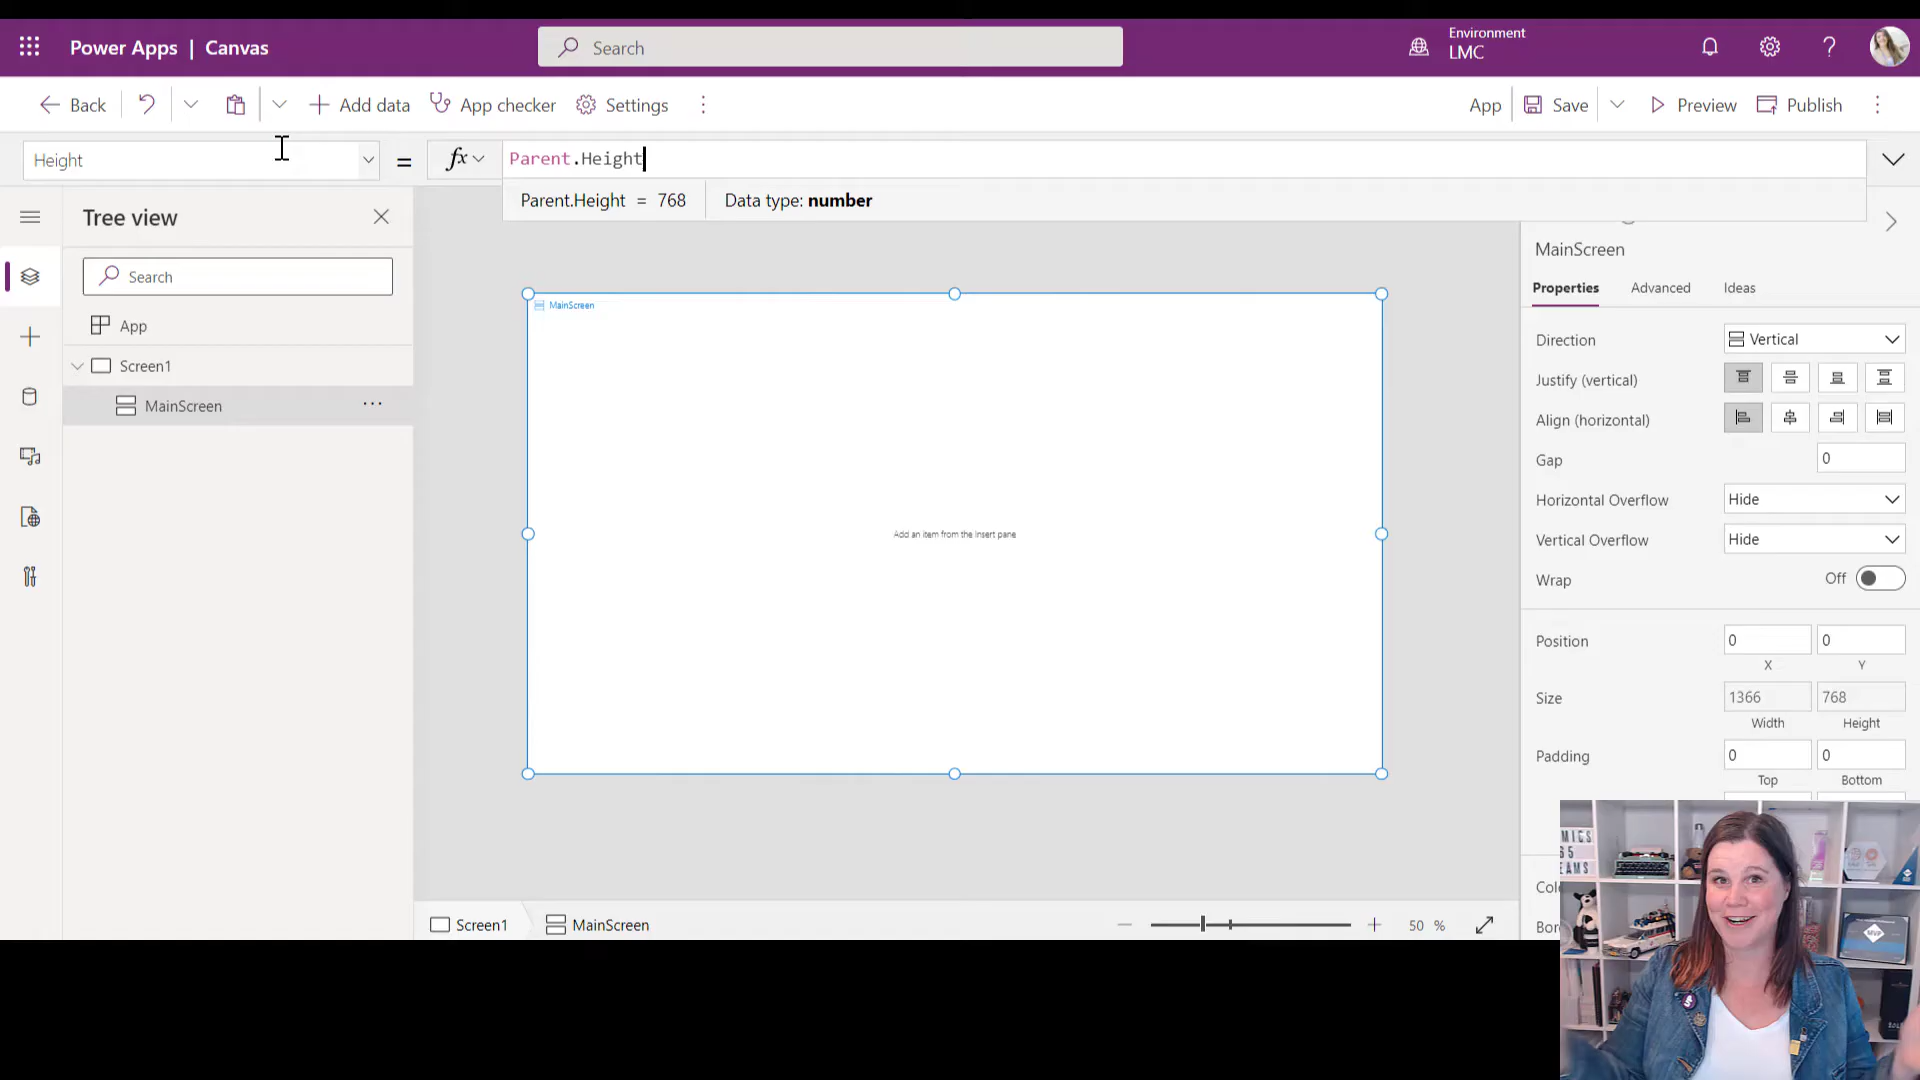 Power Apps | Canvas
Search
Environment
LMC
Back
Add data
App checker
Settings
App
Save
Preview
Publish
Height
=
fx
Parent.Height
Parent.Height = 768
Data type: number
Tree view
Search
App
Screen1
MainScreen
MainScreen
Add an item from the Insert pane
MainScreen
Properties
Advanced
Ideas
Direction
Vertical
Justify (vertical)
Align (horizontal)
Gap
0
Horizontal Overflow
Hide
Vertical Overflow
Hide
Wrap
Off
Position
0
0
X
Y
Size
1366
768
Width
Height
Padding
0
0
Top
Bottom
Screen1
MainScreen
50 %
MICS
65
EAMS
MVP